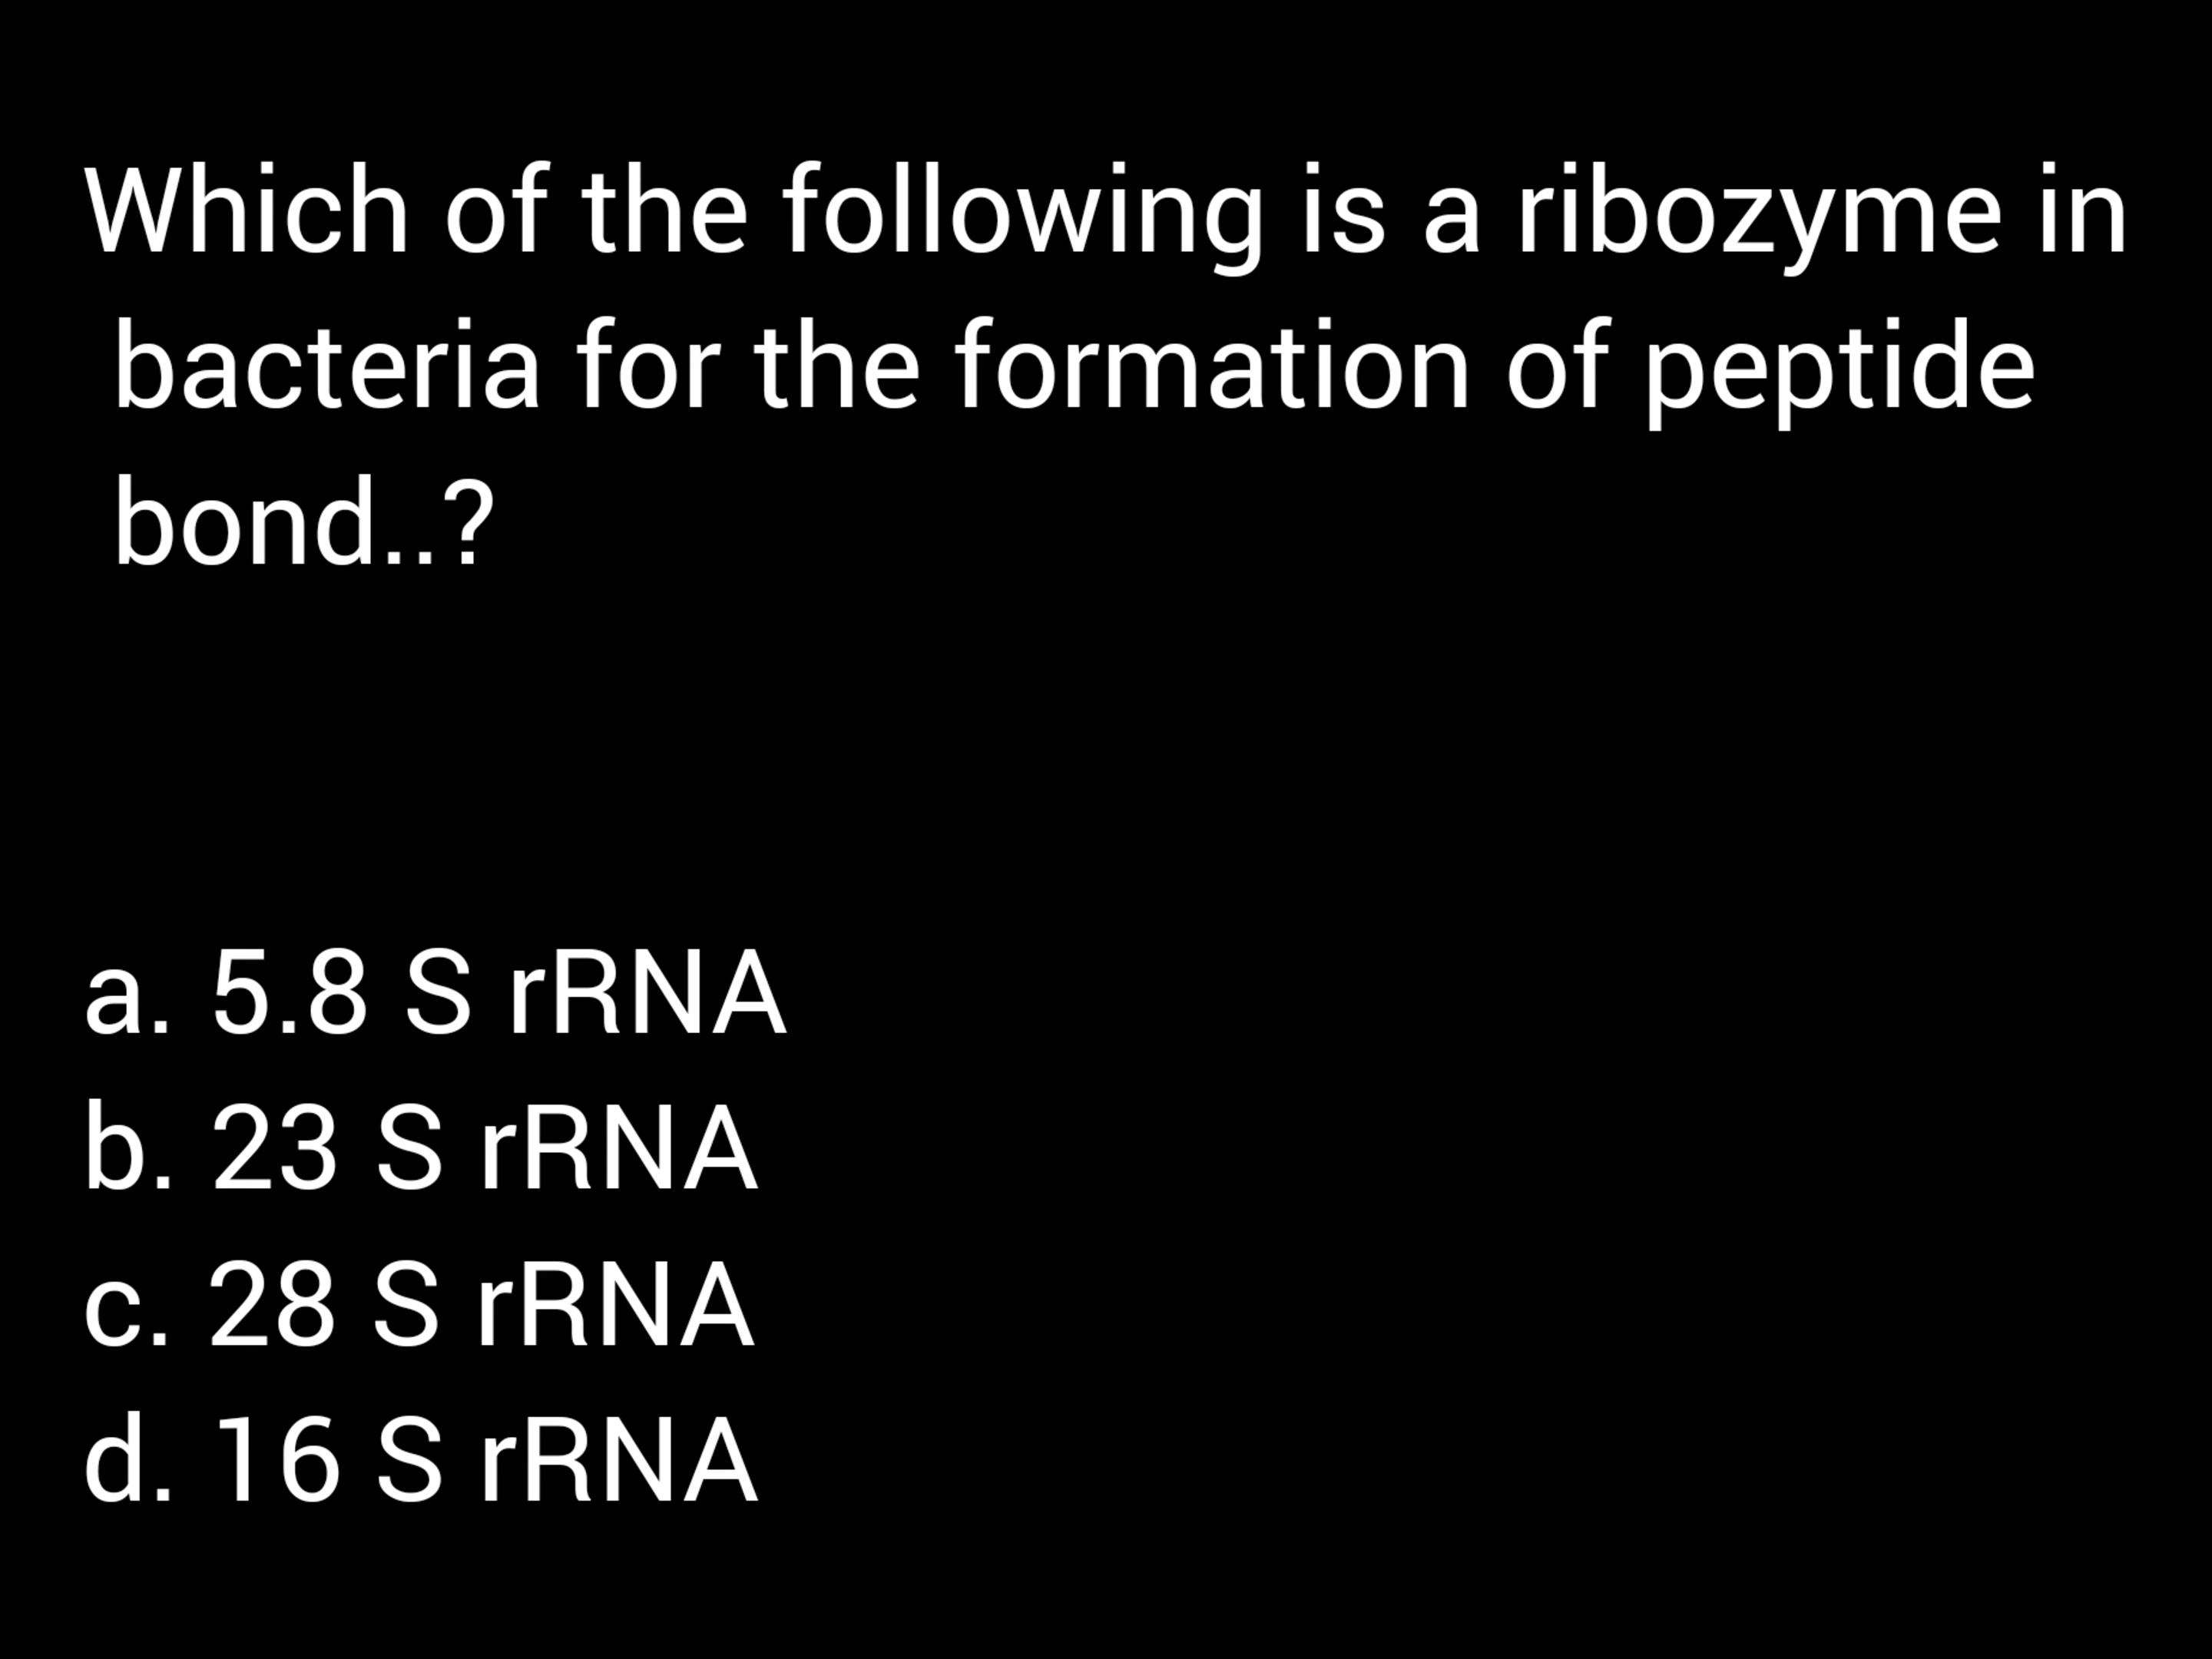 Which of the following is a ribozyme in
bacteria for the formation of peptide
bond..?
a. 5.8 S rRNA
b. 23 S rRNA
c. 28 S rRNA
d. 16 S rRNA